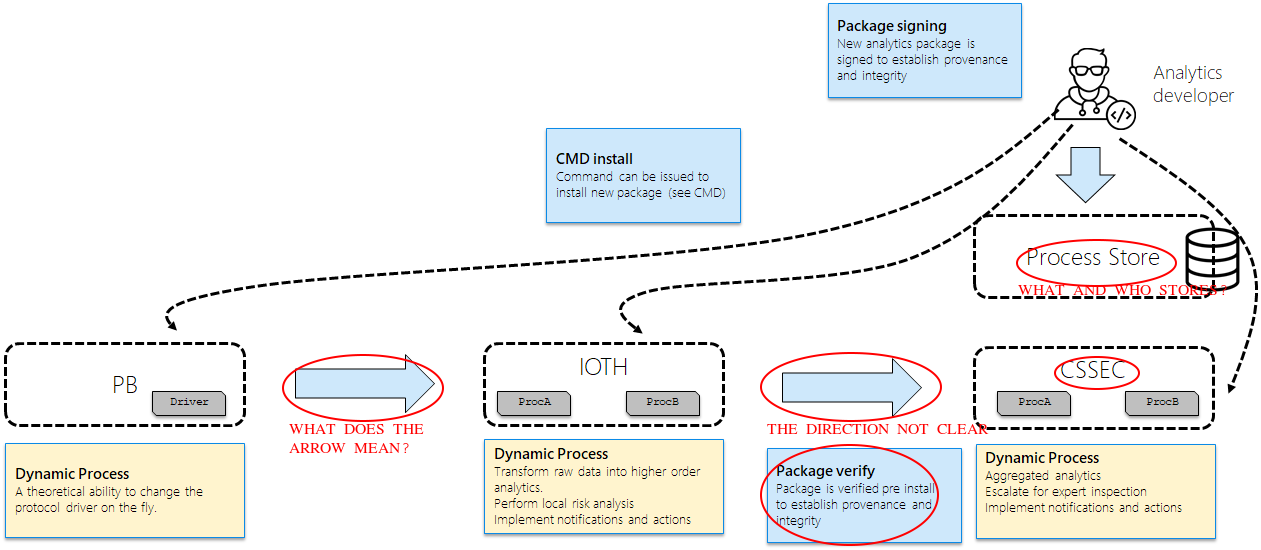 Package signing
New analytics package is
signed to establish provenance
and integrity
Analytics
developer
</>
CMD install
Command can be issued to
install new package (see CMD)
Process Store
WHAT AND WHO STORES?
PB
Driver
WHAT DOES THE
ARROW MEAN?
IOTH
ProcA
ProcB
THE DIRECTION NOT CLEAR
CSSEC
ProcA
ProcB
Dynamic Process
A theoretical ability to change the
protocol driver on the fly.
Dynamic Process
Transform raw data into higher order
analytics.
Perform local risk analysis
Implement notifications and actions
Package verify
Package is verified pre install
to establish provenance and
integrity
Dynamic Process
Aggregated analytics
Escalate for expert inspection
Implement notifications and actions